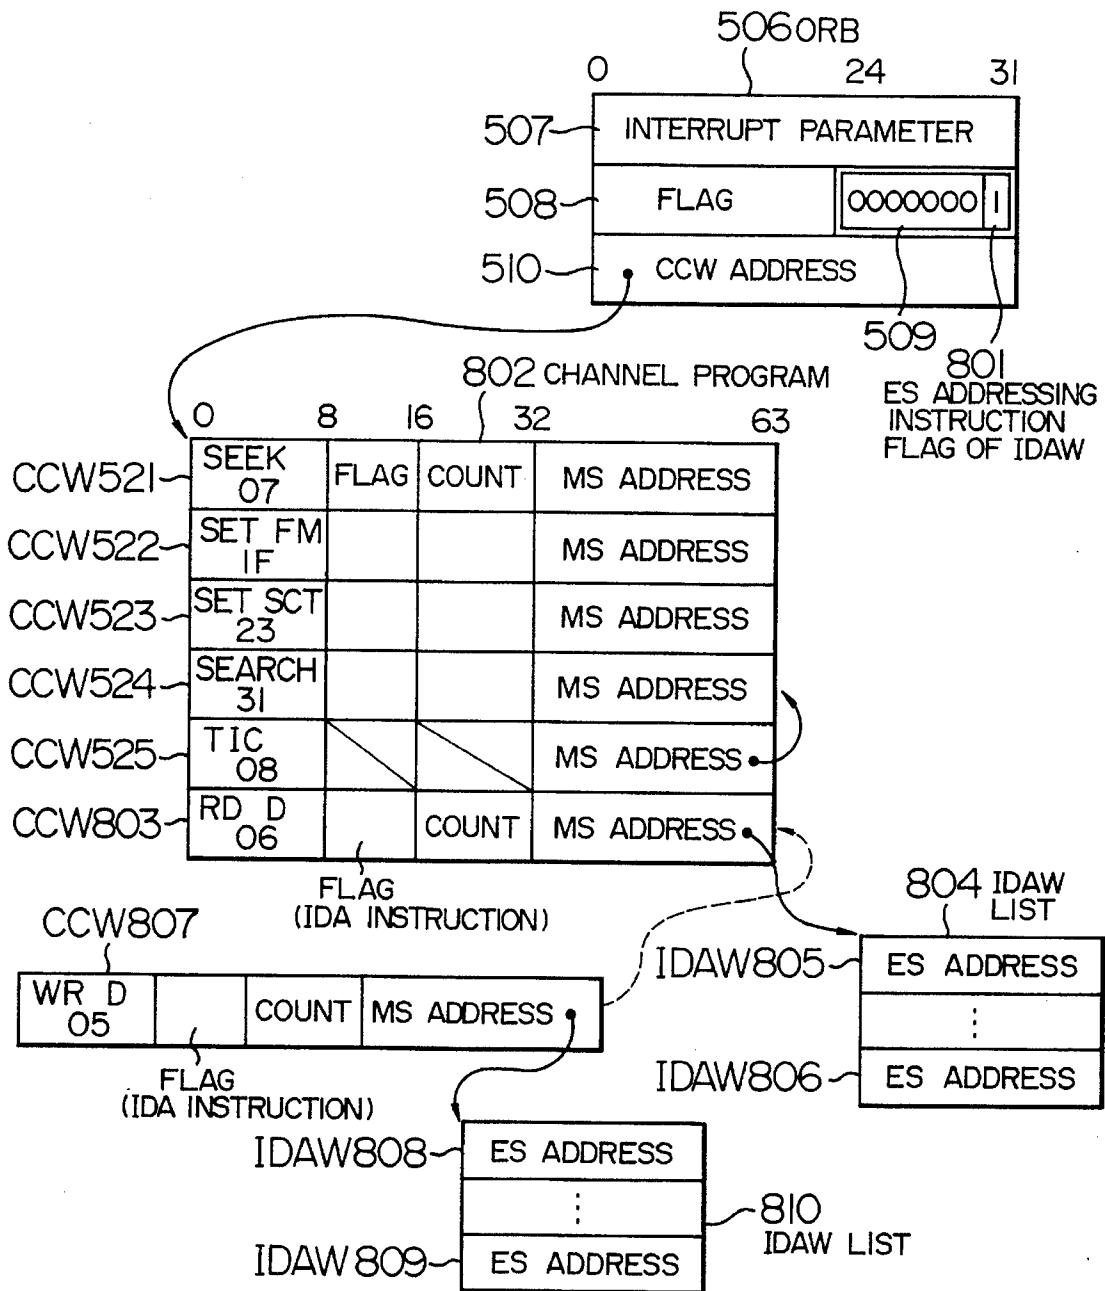 506 ORB
0 24 31
507 INTERRUPT PARAMETER
508 FLAG 0000000 1
510 CCW ADDRESS
509
801
ES ADDRESSING
INSTRUCTION
FLAG OF IDAW
802 CHANNEL PROGRAM
0 8 16 32 63
CCW521 SEEK
07 FLAG COUNT MS ADDRESS
CCW522 SET FM
1F MS ADDRESS
CCW523 SET SCT
23 MS ADDRESS
CCW524 SEARCH
31 MS ADDRESS
CCW525 TIC
08 MS ADDRESS
CCW803 RD D
06 COUNT MS ADDRESS
FLAG
(IDA INSTRUCTION)
804 IDAW
LIST
IDAW805 ES ADDRESS
⋮
IDAW806 ES ADDRESS
CCW807
WR D
05 COUNT MS ADDRESS
FLAG
(IDA INSTRUCTION)
IDAW808 ES ADDRESS
⋮
810
IDAW LIST
IDAW809 ES ADDRESS